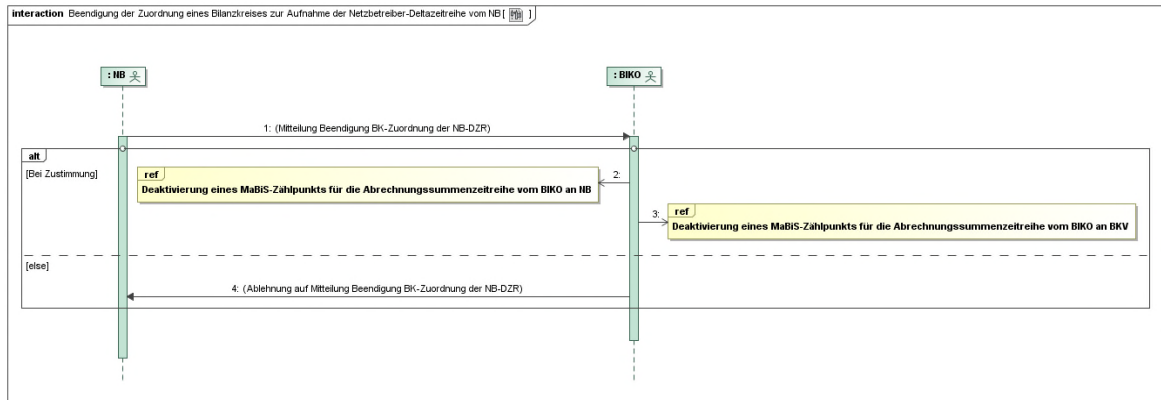 interaction Beendigung der Zuordnung eines Bilanzkreises zur Aufnahme der Netzbetreiber-Deltazeitreihe vom NB[ ]
: NB
: BIKO
1: (Mitteilung Beendigung BK-Zuordnung der NB-DZR)
alt
[Bei Zustimmung]
ref
2:
Deaktivierung eines MaBiS-Zählpunkts für die Abrechnungssummenzeitreihe vom BIKO an NB
ref
3:
Deaktivierung eines MaBiS-Zählpunkts für die Abrechnungssummenzeitreihe vom BIKO an BKV
[else]
4: (Ablehnung auf Mitteilung Beendigung BK-Zuordnung der NB-DZR)